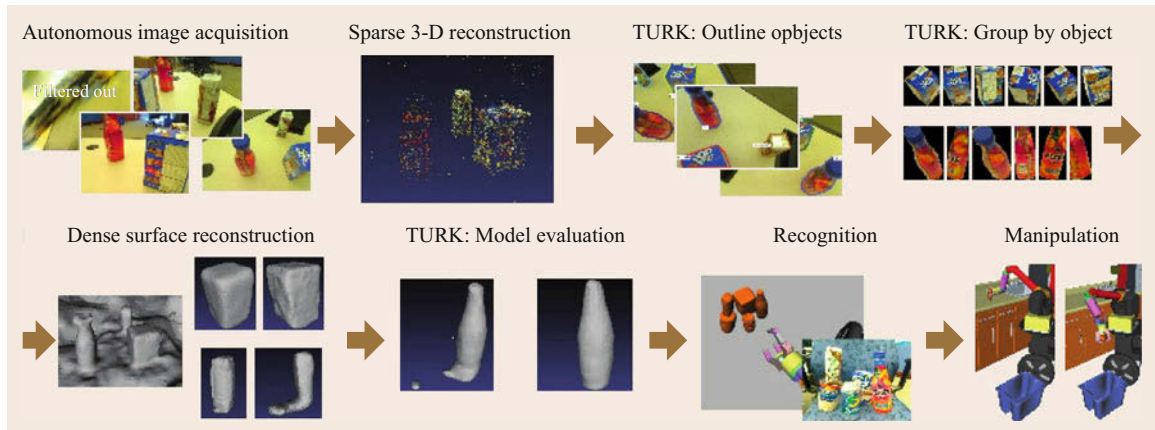 Autonomous image acquisition
Sparse 3-D reconstruction
TURK: Outline opbjects
TURK: Group by object
Filtered out
Dense surface reconstruction
TURK: Model evaluation
Recognition
Manipulation